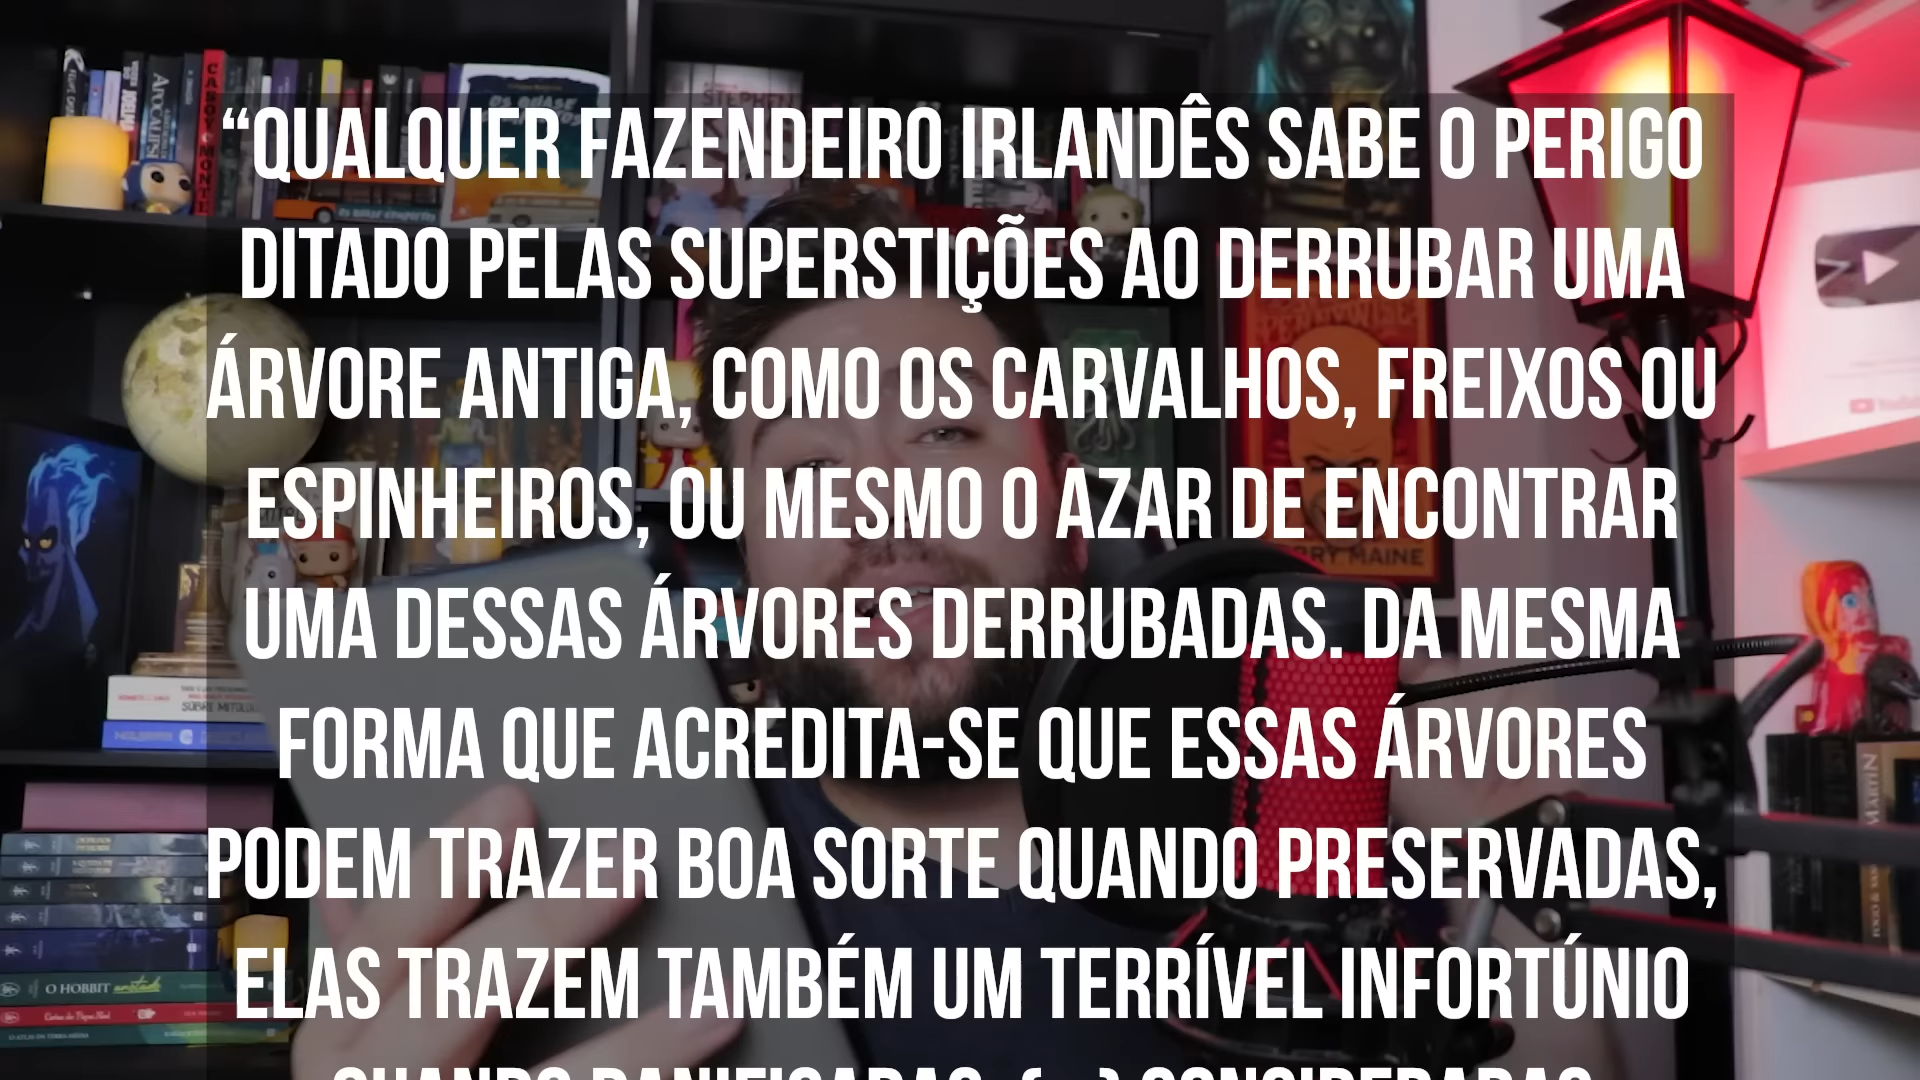 “QUALQUER FAZENDEIRO IRLANDÊS SABE O PERIGO
DITADO PELAS SUPERSTIÇÕES AO DERRUBAR UMA
ÁRVORE ANTIGA, COMO OS CARVALHOS, FREIXOS OU
ESPINHEIROS, OU MESMO O AZAR DE ENCONTRAR
UMA DESSAS ÁRVORES DERRUBADAS. DA MESMA
FORMA QUE ACREDITA-SE QUE ESSAS ÁRVORES
PODEM TRAZER BOA SORTE QUANDO PRESERVADAS,
ELAS TRAZEM TAMBÉM UM TERRÍVEL INFORTÚNIO
O HOBBIT anotado